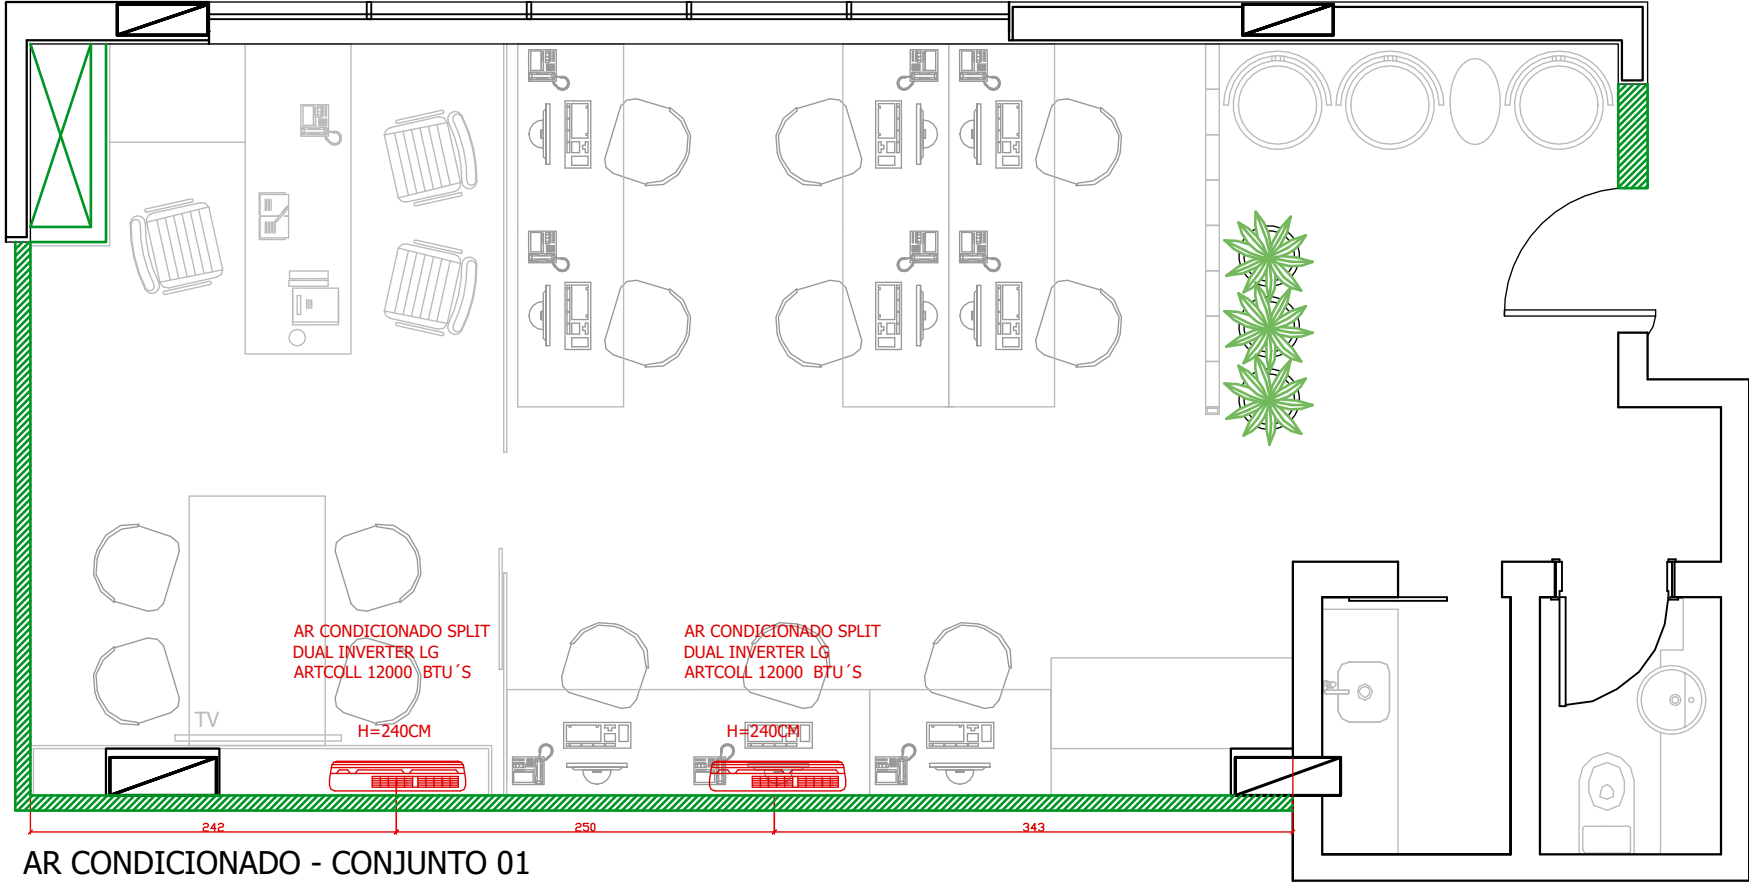 AR CONDICIONADO SPLIT
DUAL INVERTER LG
ARTCOLL 12000 BTU´S
H=240CM
AR CONDICIONADO SPLIT
DUAL INVERTER LG
ARTCOLL 12000 BTU´S
H=240CM
TV
242
250
343
AR CONDICIONADO - CONJUNTO 01